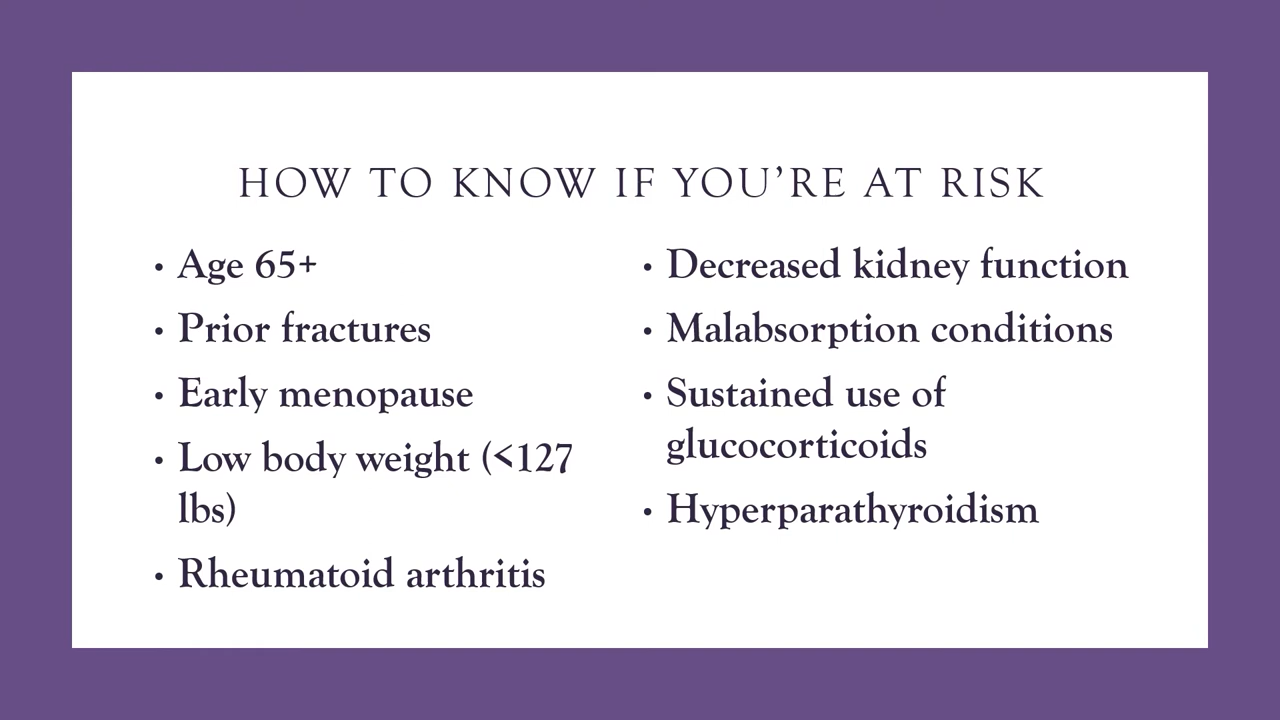 HOW TO KNOW IF YOU’RE AT RISK
• Age 65+
• Prior fractures
• Early menopause
• Low body weight (<127
lbs)
• Rheumatoid arthritis
• Decreased kidney function
• Malabsorption conditions
• Sustained use of
glucocorticoids
• Hyperparathyroidism